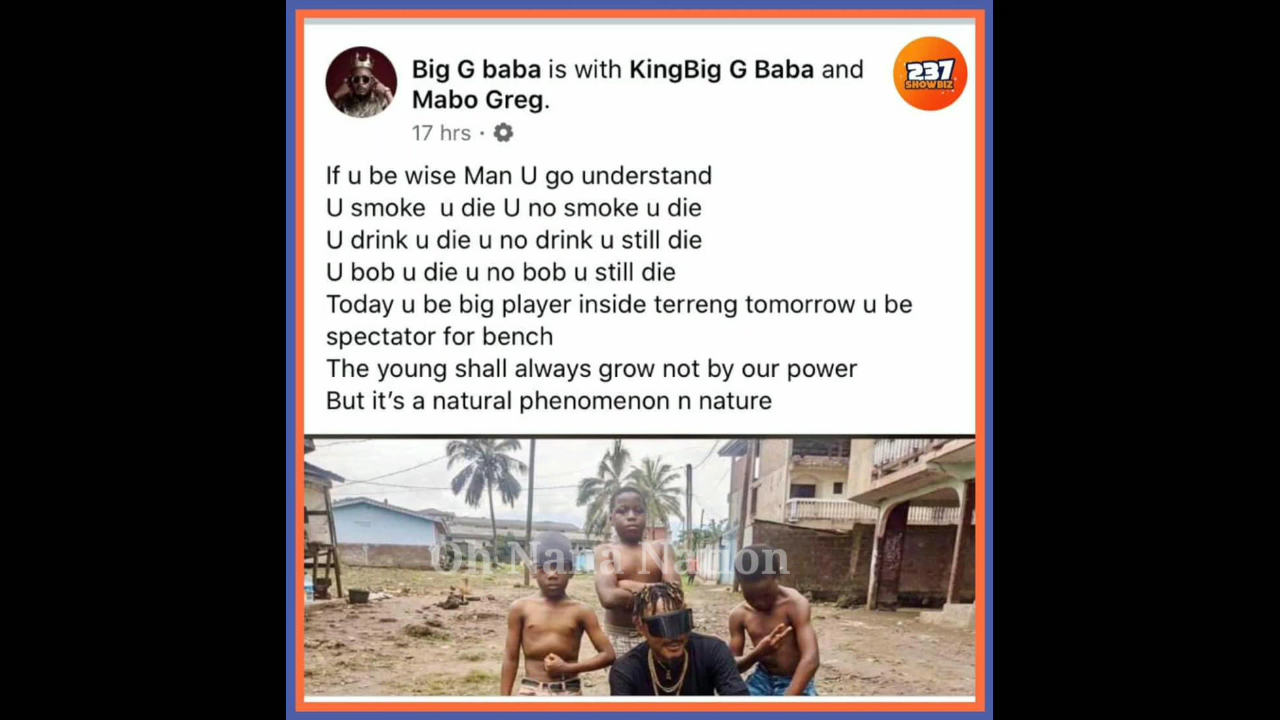 Big G baba is with KingBig G Baba and
Mabo Greg.
237
SHOWBIZ
17 hrs ·
If u be wise Man U go understand
U smoke  u die U no smoke u die
U drink u die u no drink u still die
U bob u die u no bob u still die
Today u be big player inside terreng tomorrow u be
spectator for bench
The young shall always grow not by our power
But it’s a natural phenomenon n nature
Oh Nana Nation